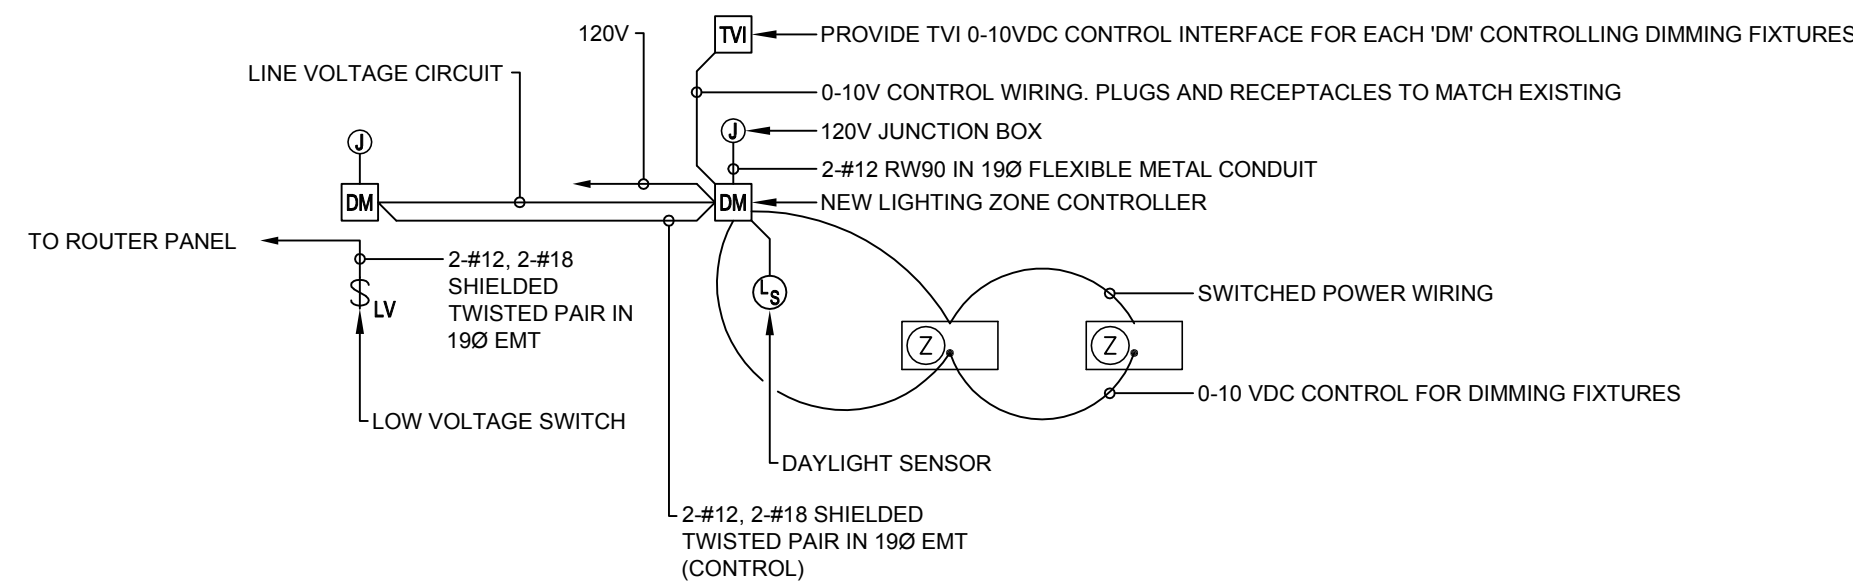 TVI
PROVIDE TVI 0-10VDC CONTROL INTERFACE FOR EACH 'DM' CONTROLLING DIMMING FIXTURES
120V
LINE VOLTAGE CIRCUIT
0-10V CONTROL WIRING. PLUGS AND RECEPTACLES TO MATCH EXISTING
J
J
120V JUNCTION BOX
2-#12 RW90 IN 19Ø FLEXIBLE METAL CONDUIT
DM
DM
NEW LIGHTING ZONE CONTROLLER
TO ROUTER PANEL
2-#12, 2-#18
SHIELDED
TWISTED PAIR IN
19Ø EMT
$LV
LS
SWITCHED POWER WIRING
Z
Z
0-10 VDC CONTROL FOR DIMMING FIXTURES
LOW VOLTAGE SWITCH
DAYLIGHT SENSOR
2-#12, 2-#18 SHIELDED
TWISTED PAIR IN 19Ø EMT
(CONTROL)